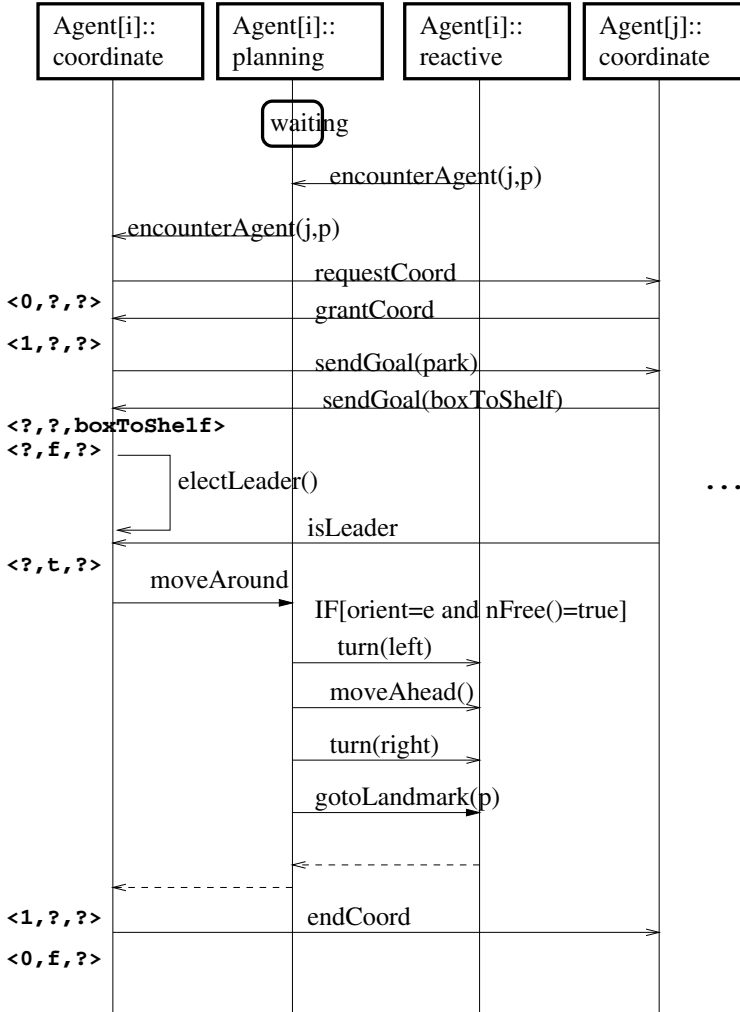 Agent[i]::
coordinate
Agent[i]::
planning
Agent[i]::
reactive
Agent[j]::
coordinate
waiting
encounterAgent(j,p)
encounterAgent(j,p)
requestCoord
<0,?,?>
grantCoord
<1,?,?>
sendGoal(park)
sendGoal(boxToShelf)
<?,?,boxToShelf>
<?,f,?>
electLeader()
...
isLeader
<?,t,?>
moveAround
IF[orient=e and nFree()=true]
turn(left)
moveAhead()
turn(right)
gotoLandmark(p)
<1,?,?>
endCoord
<0,f,?>